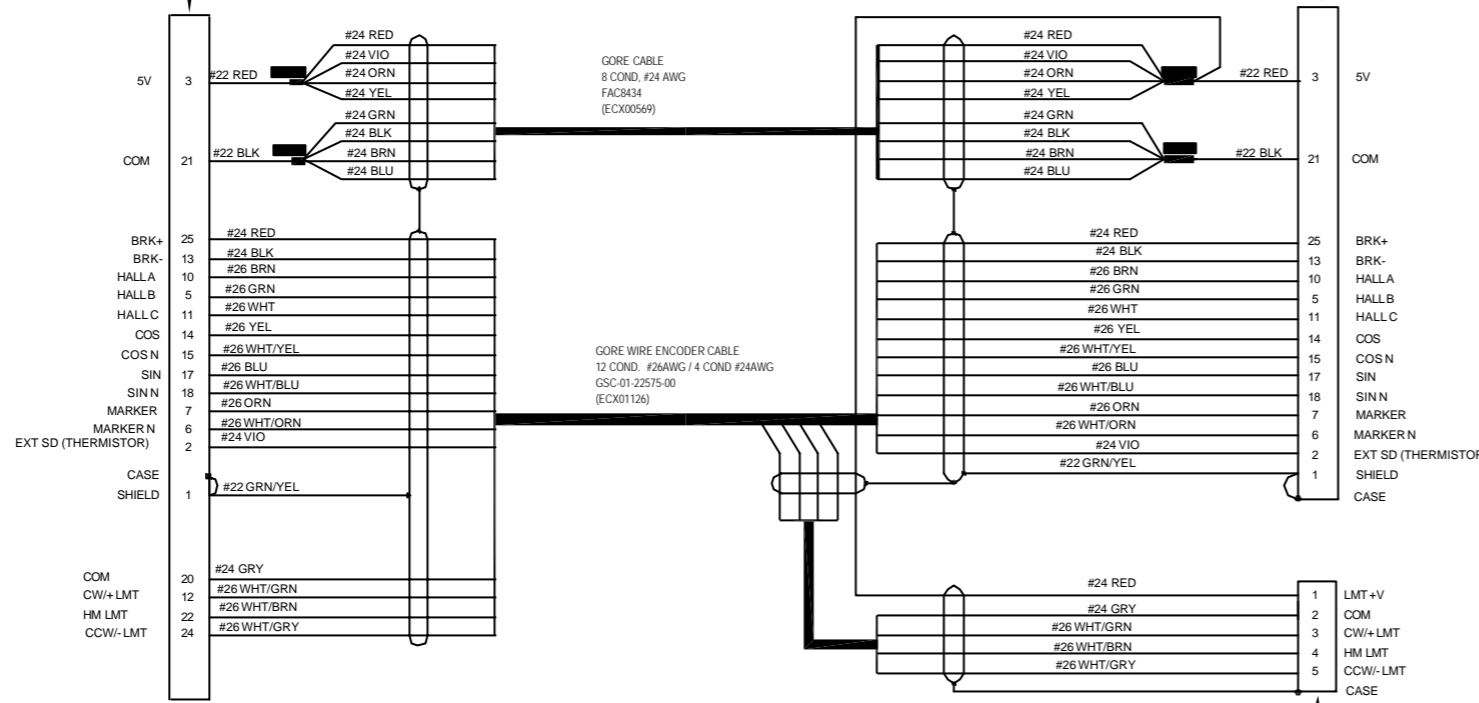 #24 RED
#24 VIO
#24 ORN
#24 YEL
5V 3 #22 RED
#24 GRN
#24 BLK
#24 BRN
#24 BLU
COM 21 #22 BLK
GORE CABLE
8 COND, #24 AWG
FAC8434
(ECX00569)
#24 RED
#24 VIO
#24 ORN
#24 YEL
#22 RED 3 5V
#24 GRN
#24 BLK
#24 BRN
#24 BLU
#22 BLK 21 COM
BRK+ 25 #24 RED
BRK- 13 #24 BLK
HALL A 10 #26 BRN
HALL B 5 #26 GRN
HALL C 11 #26 WHT
COS 14 #26 YEL
COS N 15 #26 WHT/YEL
SIN 17 #26 BLU
SIN N 18 #26 WHT/BLU
MARKER 7 #26 ORN
MARKER N 6 #26 WHT/ORN
EXT SD (THERMISTOR) 2 #24 VIO
CASE
SHIELD 1 #22 GRN/YEL
COM 20 #24 GRY
CW/+ LMT 12 #26 WHT/GRN
HM LMT 22 #26 WHT/BRN
CCW/- LMT 24 #26 WHT/GRY
GORE WIRE ENCODER CABLE
12 COND. #26AWG / 4 COND #24AWG
GSC-01-22575-00
(ECX01126)
#24 RED 25 BRK+
#24 BLK 13 BRK-
#26 BRN 10 HALL A
#26 GRN 5 HALL B
#26 WHT 11 HALL C
#26 YEL 14 COS
#26 WHT/YEL 15 COS N
#26 BLU 17 SIN
#26 WHT/BLU 18 SIN N
#26 ORN 7 MARKER
#26 WHT/ORN 6 MARKER N
#24 VIO 2 EXT SD (THERMISTOR
#22 GRN/YEL 1 SHIELD
CASE
#24 RED 1 LMT +V
#24 GRY 2 COM
#26 WHT/GRN 3 CW/+ LMT
#26 WHT/BRN 4 HM LMT
#26 WHT/GRY 5 CCW/- LMT
CASE